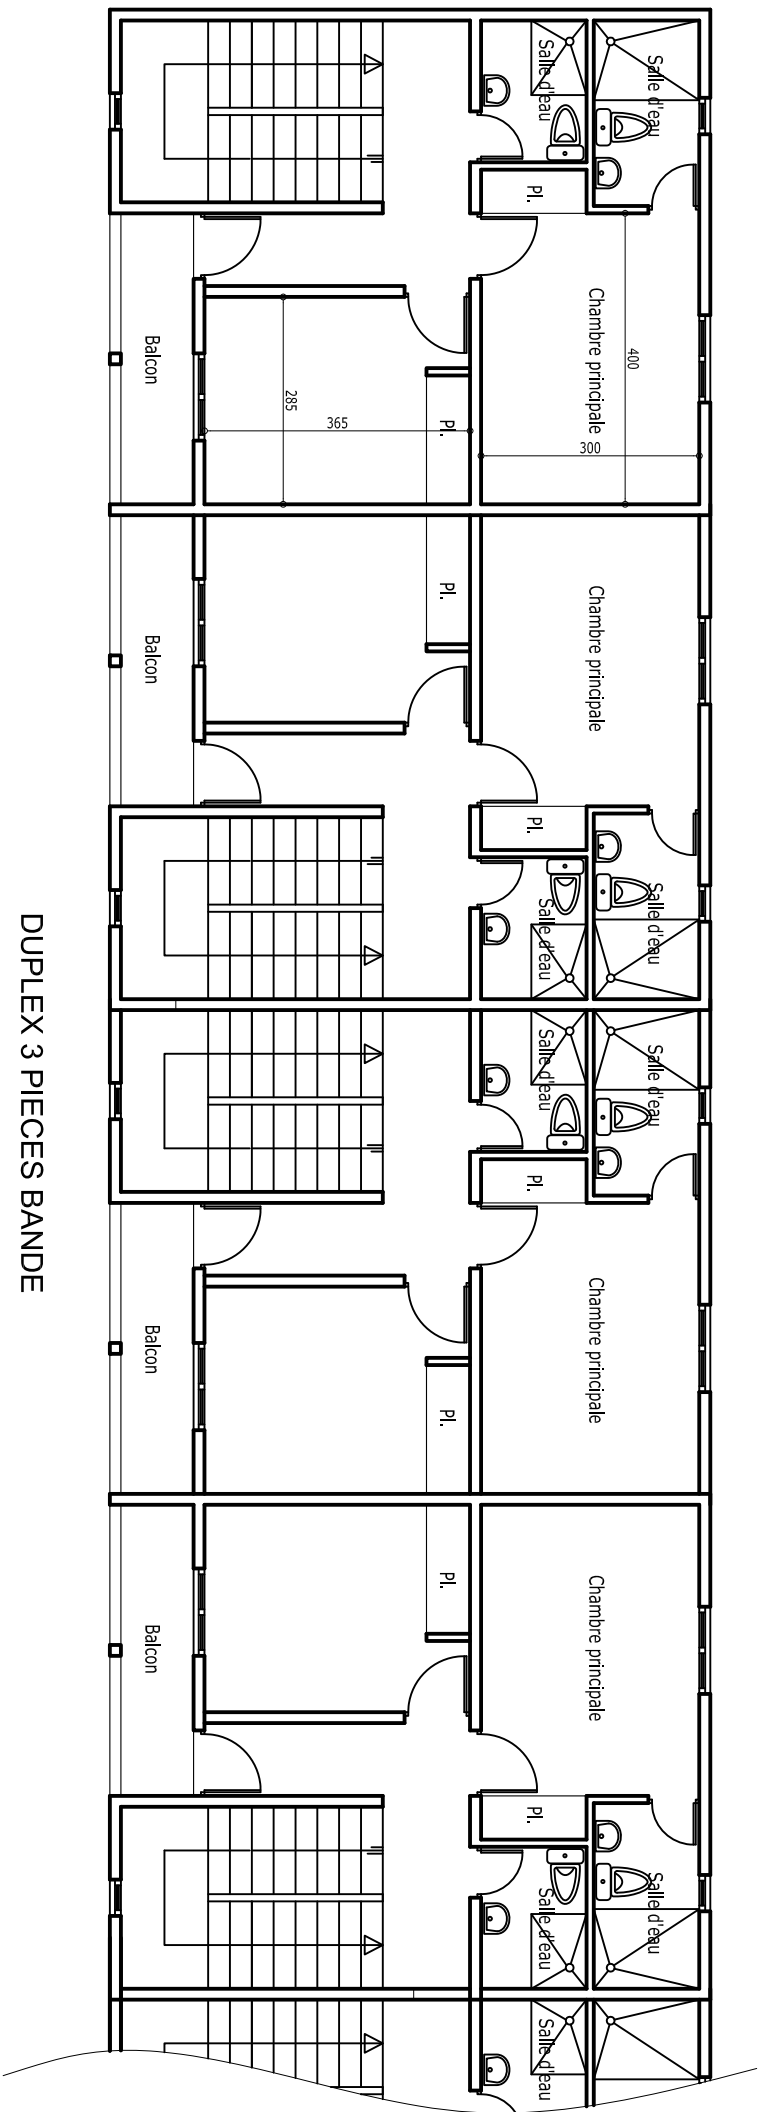 Salle d'eau
Salle d'eau
Pl.
Chambre principale
400
300
Pl.
365
285
Balcon
Chambre principale
Pl.
Balcon
Pl.
Salle d'eau
Salle d'eau
Salle d'eau
Salle d'eau
Pl.
Chambre principale
Pl.
Balcon
Chambre principale
Pl.
Balcon
Pl.
Salle d'eau
Salle d'eau
Salle d'eau
DUPLEX 3 PIECES BANDE